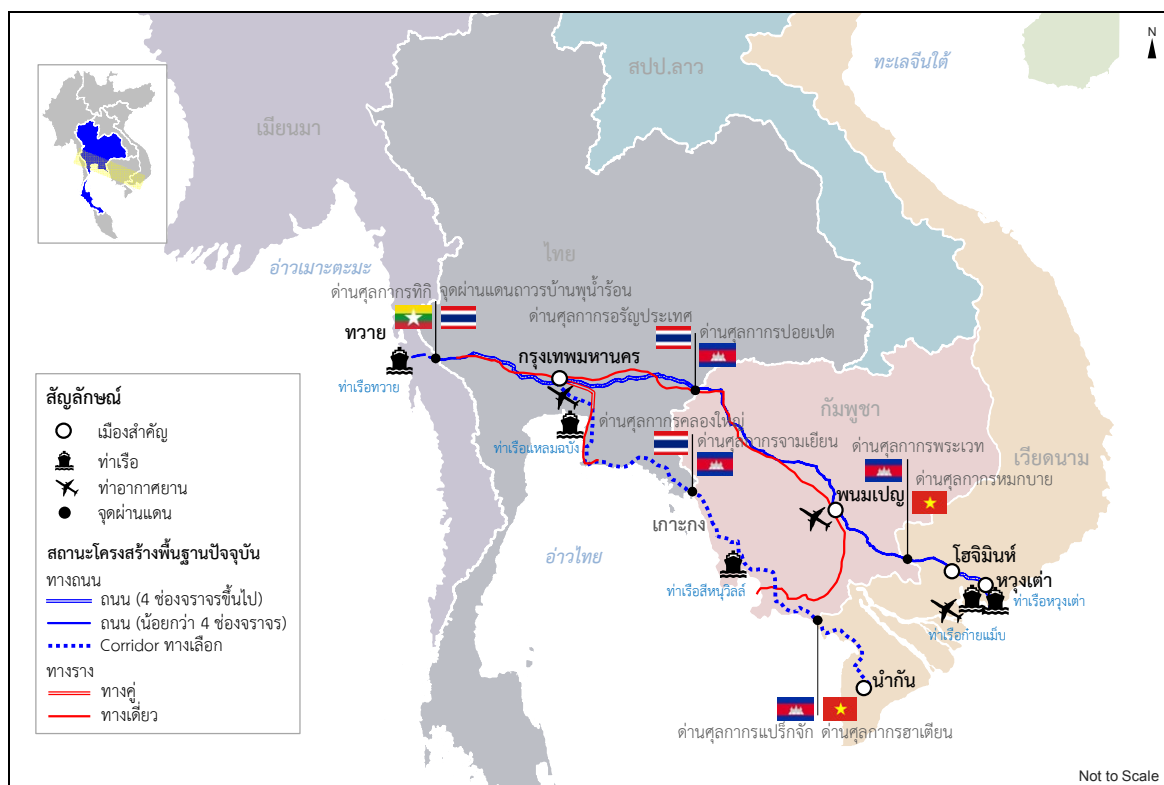 N
สปป.ลาว
ทะเลจีนใต้
เมียนมา
ไทย
อ่าวเมาะตะมะ
ด่านศุลกากรทิกิ
จุดผ่านแดนถาวรบ้านพุน้ำร้อน
ด่านศุลกากรอรัญประเทศ
ด่านศุลกากรปอยเปต
ทวาย
กรุงเทพมหานคร
ท่าเรือทวาย
กัมพูชา
ด่านศุลกากรคลองใหญ่
ท่าเรือแหลมฉบัง
ด่านศุลกากรจามเยียน
ด่านศุลกากรพระเวท
เวียดนาม
ด่านศุลกากรหมกบาย
พนมเปญ
เกาะกง
อ่าวไทย
โฮจิมินห์
หวุงเต่า
ท่าเรือสีหนุวิลล์
ท่าเรือหวุงเต่า
ท่าเรือก๋ายแม็บ
นำกัน
ด่านศุลกากรแปร็กจัก
ด่านศุลกากรฮาเตียน
สัญลักษณ์
เมืองสำคัญ
ท่าเรือ
ท่าอากาศยาน
จุดผ่านแดน
สถานะโครงสร้างพื้นฐานปัจจุบัน
ทางถนน
ถนน (4 ช่องจราจรขึ้นไป)
ถนน (น้อยกว่า 4 ช่องจราจร)
Corridor ทางเลือก
ทางราง
ทางคู่
ทางเดี่ยว
Not to Scale